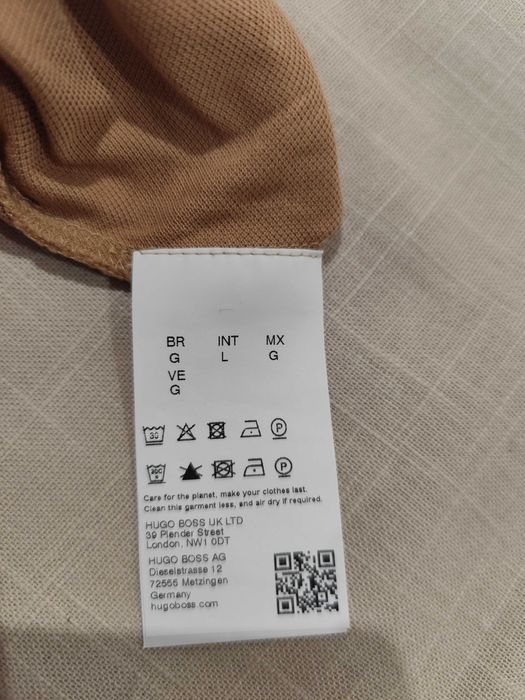 BR INT MX
G L G
VE
G
30 P
30C P
Care for the planet, make your clothes last.
Clean this garment less, and air dry if required.
HUGO BOSS UK LTD
39 Plender Street
London, NW1 0DT
HUGO BOSS AG
Dieselstrasse 12
72555 Metzingen
Germany
hugoboss.com